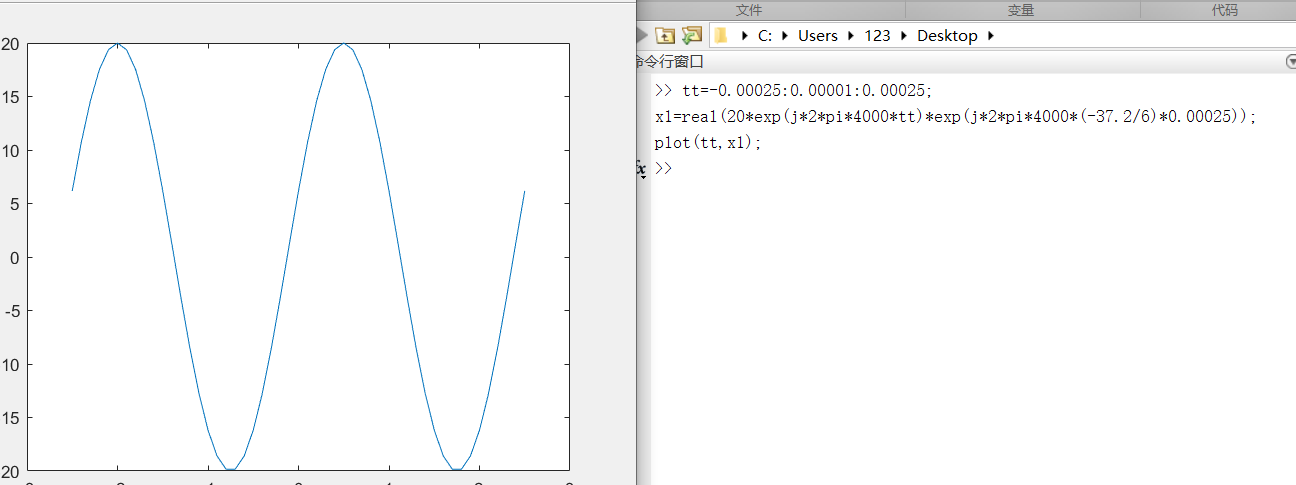 文件 变量 代码
C: Users 123 Desktop
命令行窗口
>> tt=-0.00025:0.00001:0.00025;
x1=real(20*exp(j*2*pi*4000*tt)*exp(j*2*pi*4000*(-37.2/6)*0.00025));
plot(tt,x1);
fx >>
20
15
10
5
0
-5
10
15
20